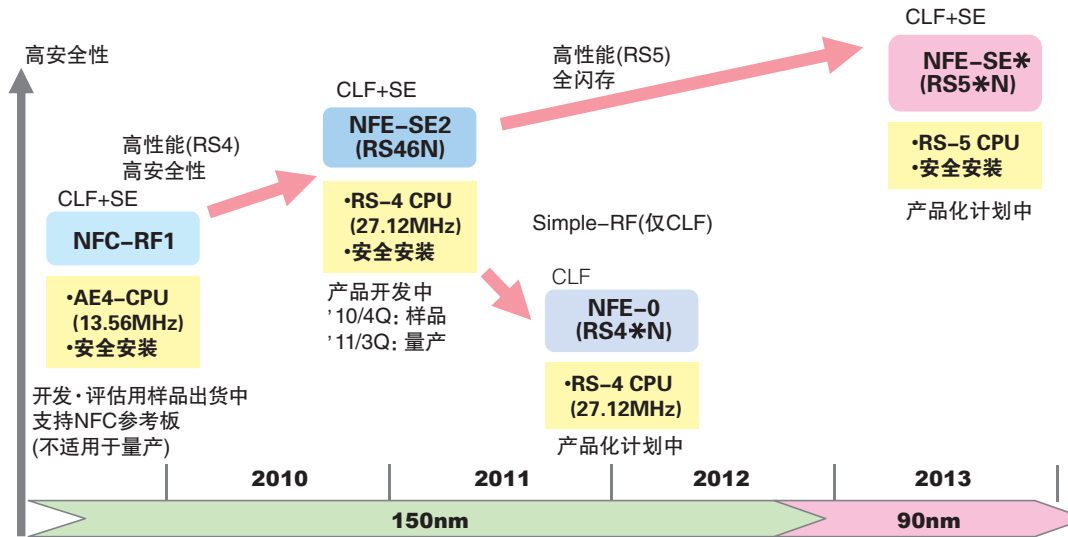 高安全性
CLF+SE
NFC-RF1
•AE4-CPU
(13.56MHz)
•安全安装
开发·评估用样品出货中
支持NFC参考板
(不适用于量产)
高性能(RS4)
高安全性
CLF+SE
NFE-SE2
(RS46N)
•RS-4 CPU
(27.12MHz)
•安全安装
产品开发中
'10/4Q: 样品
'11/3Q: 量产
高性能(RS5)
全闪存
Simple-RF(仅CLF)
CLF
NFE-0
(RS4*N)
•RS-4 CPU
(27.12MHz)
产品化计划中
CLF+SE
NFE-SE*
(RS5*N)
•RS-5 CPU
•安全安装
产品化计划中
2010
2011
2012
2013
150nm
90nm